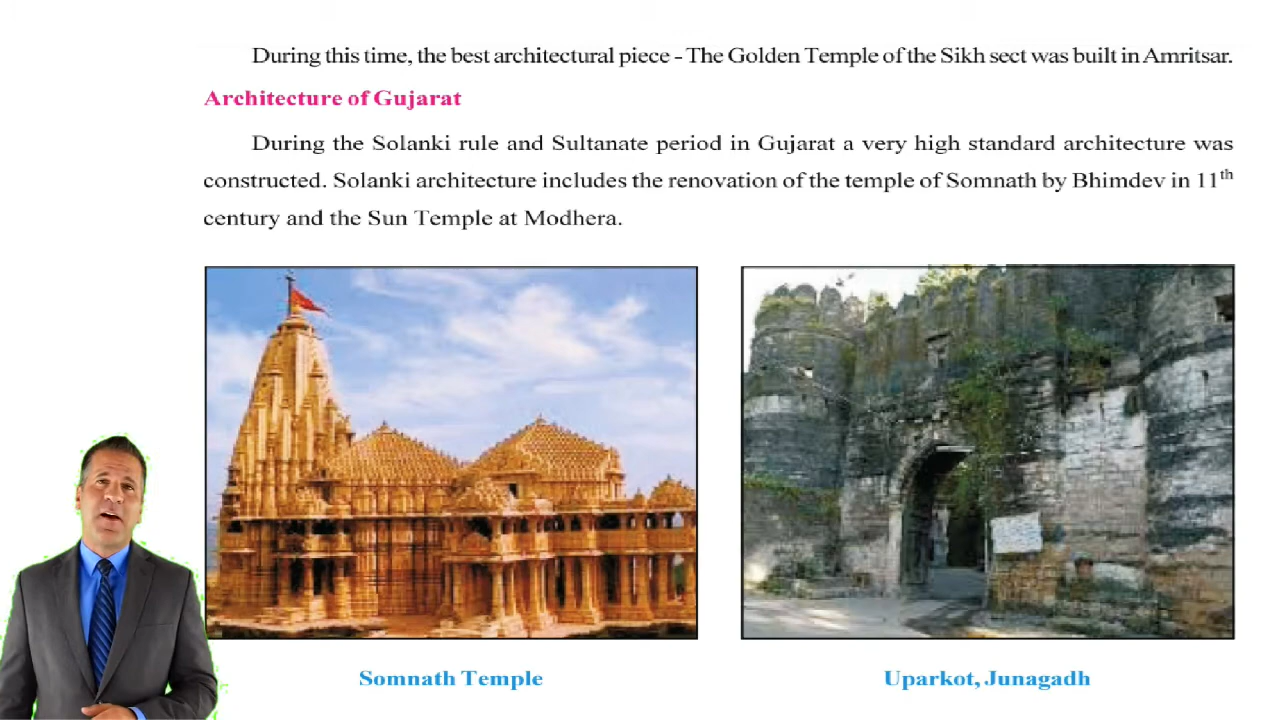 During this time, the best architectural piece - The Golden Temple of the Sikh sect was built in Amritsar.
Architecture of Gujarat
During the Solanki rule and Sultanate period in Gujarat a very high standard architecture was
constructed. Solanki architecture includes the renovation of the temple of Somnath by Bhimdev in 11th
century and the Sun Temple at Modhera.
Somnath Temple
Uparkot, Junagadh